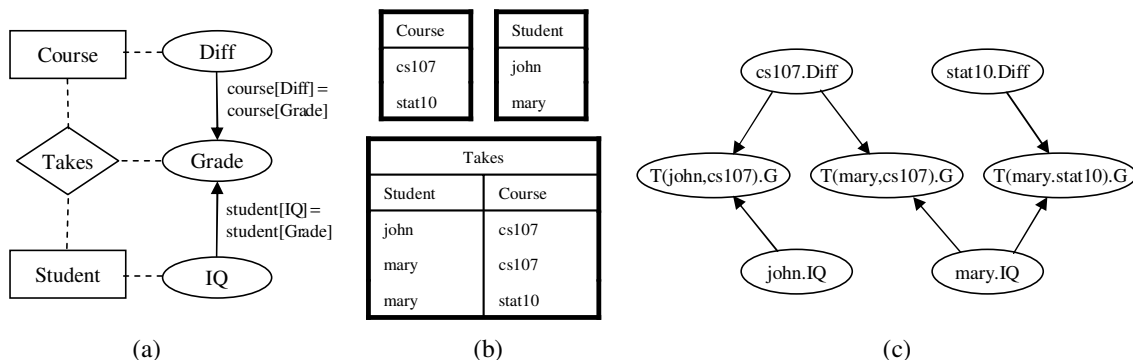 Course
Diff
course[Diff] =
course[Grade]
Takes
Grade
student[IQ] =
student[Grade]
Student
IQ
(a)
Course
cs107
stat10
Student
john
mary
Takes
Student Course
john cs107
mary cs107
mary stat10
(b)
cs107.Diff stat10.Diff
T(john,cs107).G T(mary,cs107).G T(mary.stat10).G
john.IQ mary.IQ
(c)